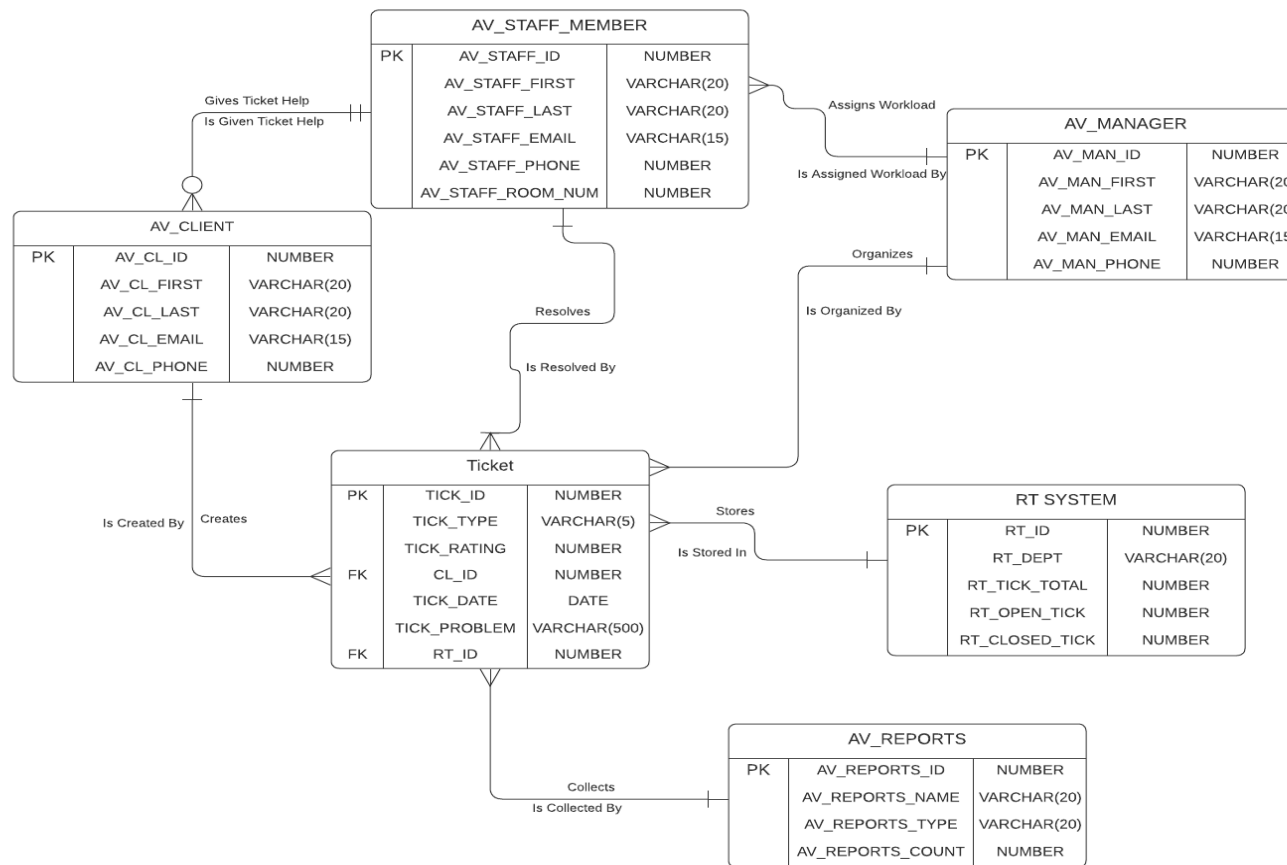 AV_STAFF_MEMBER
PK AV_STAFF_ID NUMBER
AV_STAFF_FIRST VARCHAR(20)
AV_STAFF_LAST VARCHAR(20)
AV_STAFF_EMAIL VARCHAR(15)
AV_STAFF_PHONE NUMBER
AV_STAFF_ROOM_NUM NUMBER
Gives Ticket Help
Is Given Ticket Help
Assigns Workload
Is Assigned Workload By
AV_MANAGER
PK AV_MAN_ID NUMBER
AV_MAN_FIRST VARCHAR(20
AV_MAN_LAST VARCHAR(20
AV_MAN_EMAIL VARCHAR(15
AV_MAN_PHONE NUMBER
AV_CLIENT
PK AV_CL_ID NUMBER
AV_CL_FIRST VARCHAR(20)
AV_CL_LAST VARCHAR(20)
AV_CL_EMAIL VARCHAR(15)
AV_CL_PHONE NUMBER
Organizes
Is Organized By
Resolves
Is Resolved By
Is Created By
Creates
Ticket
PK TICK_ID NUMBER
TICK_TYPE VARCHAR(5)
TICK_RATING NUMBER
FK CL_ID NUMBER
TICK_DATE DATE
TICK_PROBLEM VARCHAR(500)
FK RT_ID NUMBER
Stores
Is Stored In
RT SYSTEM
PK RT_ID NUMBER
RT_DEPT VARCHAR(20)
RT_TICK_TOTAL NUMBER
RT_OPEN_TICK NUMBER
RT_CLOSED_TICK NUMBER
Collects
Is Collected By
AV_REPORTS
PK AV_REPORTS_ID NUMBER
AV_REPORTS_NAME VARCHAR(20)
AV_REPORTS_TYPE VARCHAR(20)
AV_REPORTS_COUNT NUMBER